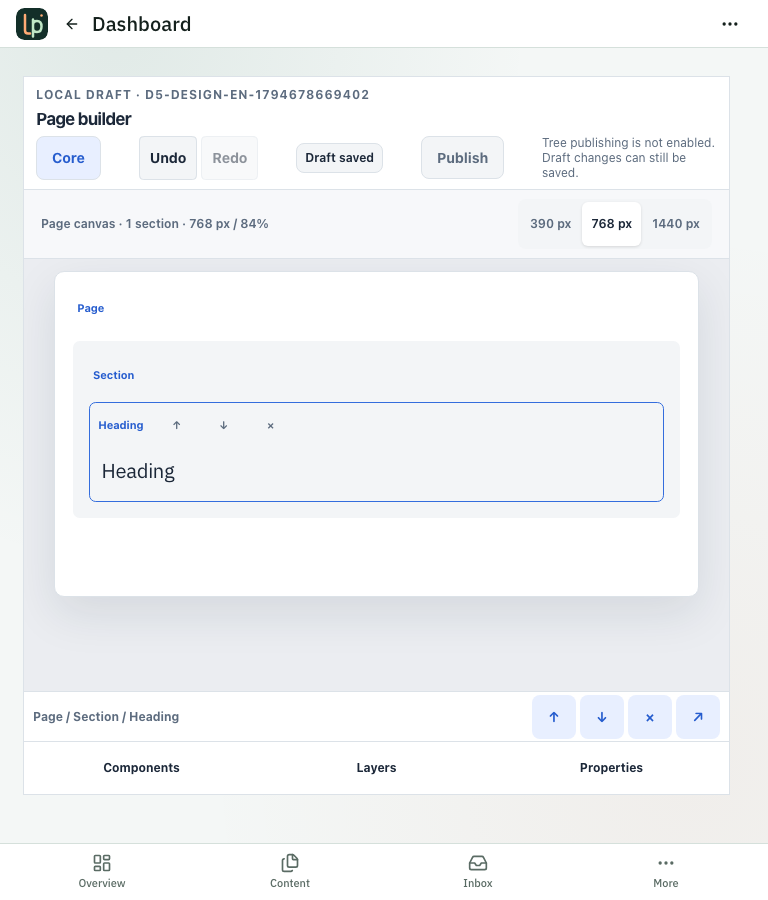 lp
Dashboard
LOCAL DRAFT · D5-DESIGN-EN-1794678669402
Page builder
Core
Undo
Redo
Draft saved
Publish
Tree publishing is not enabled.
Draft changes can still be
saved.
Page canvas · 1 section · 768 px / 84%
390 px
768 px
1440 px
Page
Section
Heading
Heading
Page / Section / Heading
Components
Layers
Properties
Overview
Content
Inbox
More